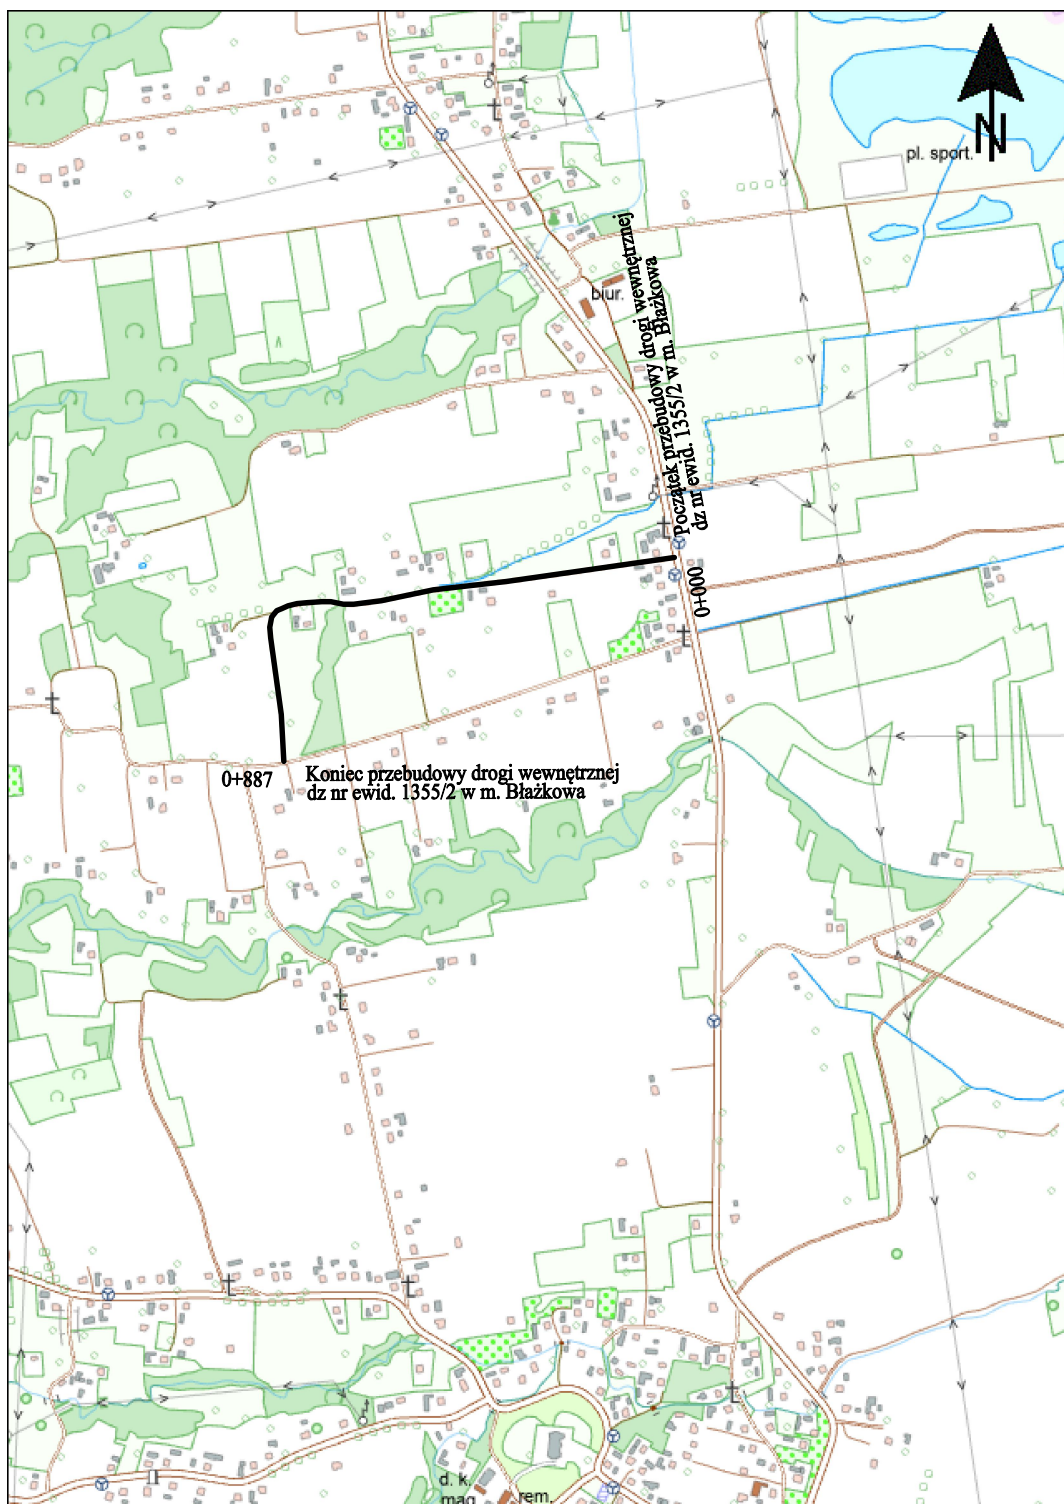 N
pl. sport.
biur.
Początek przebudowy drogi wewnętrznej
dz nr ewid. 1355/2 w m. Błażkowa
0+000
0+887
Koniec przebudowy drogi wewnętrznej
dz nr ewid. 1355/2 w m. Błażkowa
d. k.
mag.
rem.